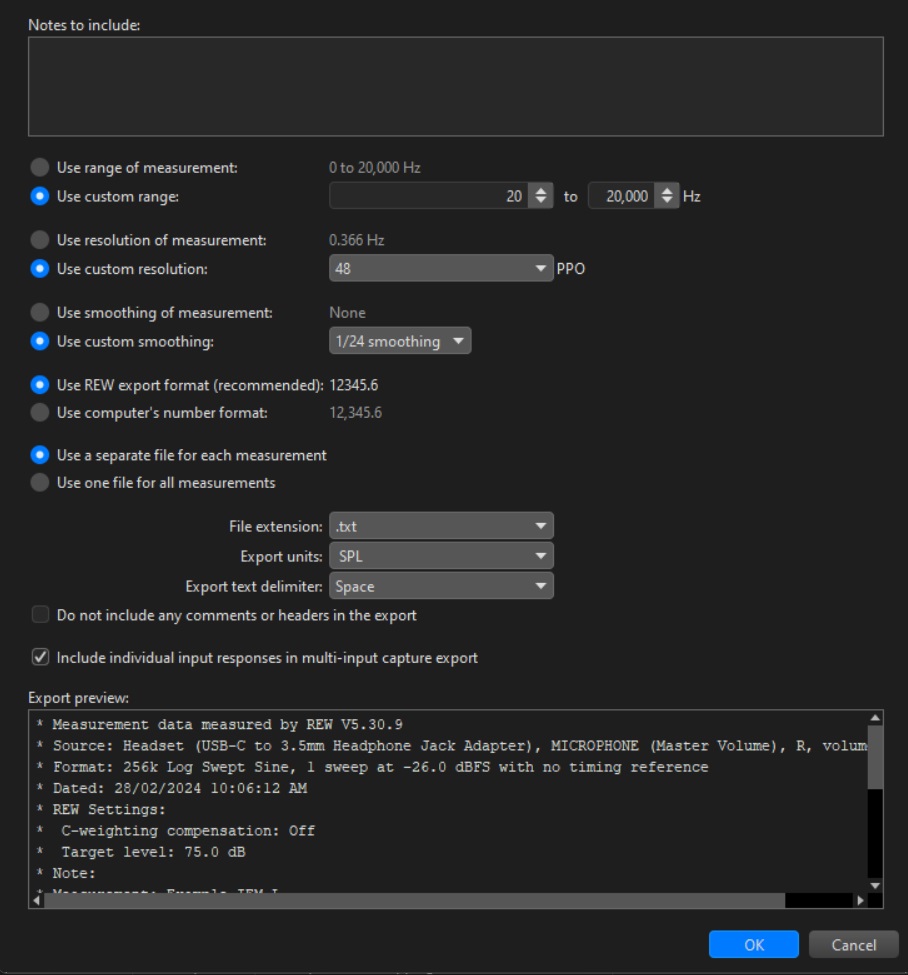 Notes to include:
Use range of measurement: 0 to 20,000 Hz
Use custom range: 20 to 20,000 Hz
Use resolution of measurement: 0.366 Hz
Use custom resolution: 48 PPO
Use smoothing of measurement: None
Use custom smoothing: 1/24 smoothing
Use REW export format (recommended): 12345.6
Use computer's number format: 12,345.6
Use a separate file for each measurement
Use one file for all measurements
File extension: .txt
Export units: SPL
Export text delimiter: Space
Do not include any comments or headers in the export
Include individual input responses in multi-input capture export
Export preview:
* Measurement data measured by REW V5.30.9
* Source: Headset (USB-C to 3.5mm Headphone Jack Adapter), MICROPHONE (Master Volume), R, volum
* Format: 256k Log Swept Sine, 1 sweep at -26.0 dBFS with no timing reference
* Dated: 28/02/2024 10:06:12 AM
* REW Settings:
*  C-weighting compensation: Off
*  Target level: 75.0 dB
* Note:
* Measurement: Example IEM L
OK Cancel